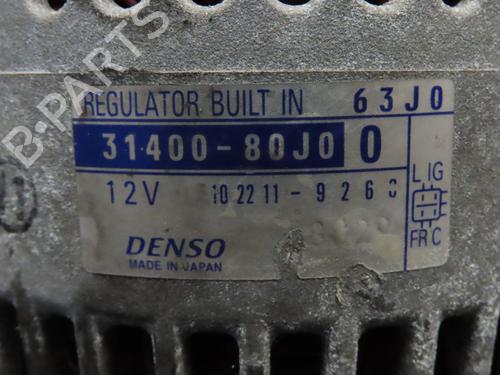 B-PARTS
REGULATOR BUILT IN 63J0
31400-80J0 0
12V 102211-9260
L IG
FR C
DENSO
MADE IN JAPAN